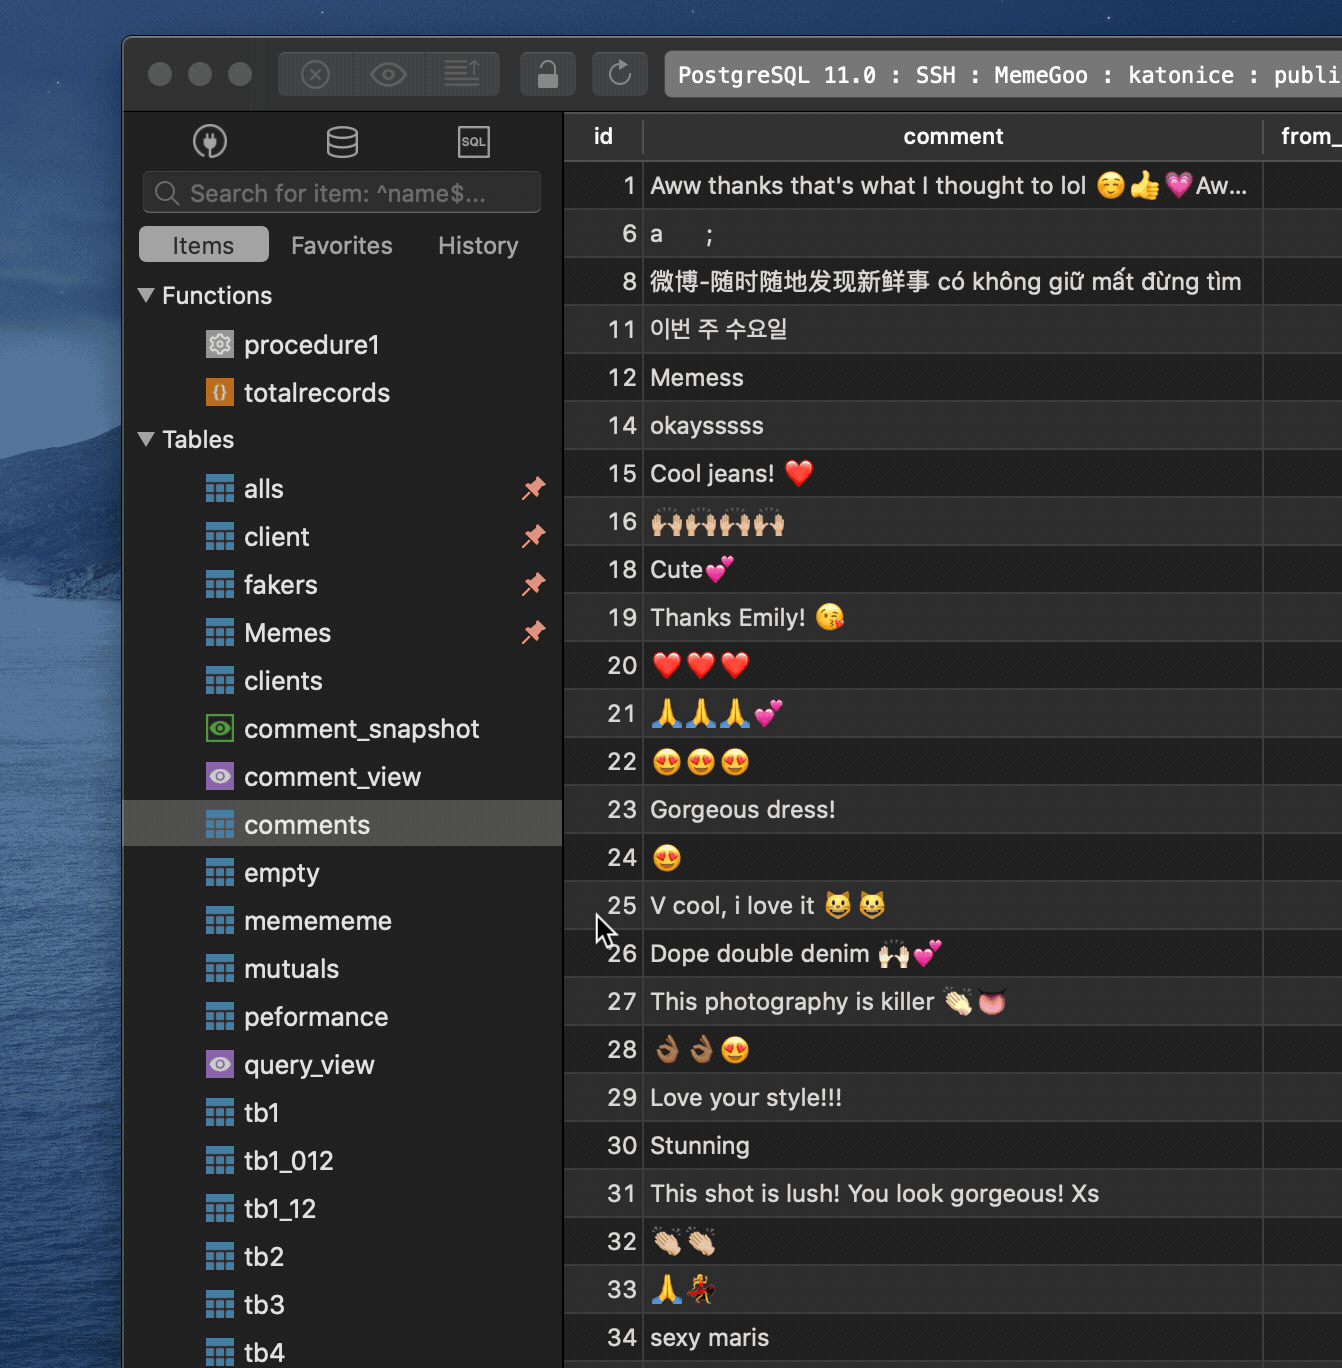 PostgreSQL 11.0 : SSH : MemeGoo : katonice : publi
SQL
Search for item: ^name$...
Items Favorites History
Functions
procedure1
totalrecords
Tables
alls
client
fakers
Memes
clients
comment_snapshot
comment_view
comments
empty
memememe
mutuals
peformance
query_view
tb1
tb1_012
tb1_12
tb2
tb3
tb4
id comment from_
1 Aww thanks that's what I thought to lol ☺️👍💗Aw...
6 a ;
8 微博-随时随地发现新鲜事 có không giữ mất đừng tìm
11 이번 주 수요일
12 Memess
14 okaysssss
15 Cool jeans! ❤️
16 🙌🏼🙌🏼🙌🏼🙌🏼
18 Cute💕
19 Thanks Emily! 😘
20 ❤️❤️❤️
21 🙏🙏🙏💕
22 😍😍😍
23 Gorgeous dress!
24 😍
25 V cool, i love it 😺😺
26 Dope double denim 🙌🏻💕
27 This photography is killer 👏🏻👅
28 👌🏾👌🏾😍
29 Love your style!!!
30 Stunning
31 This shot is lush! You look gorgeous! Xs
32 👏🏼👏🏼
33 🙏💃
34 sexy maris